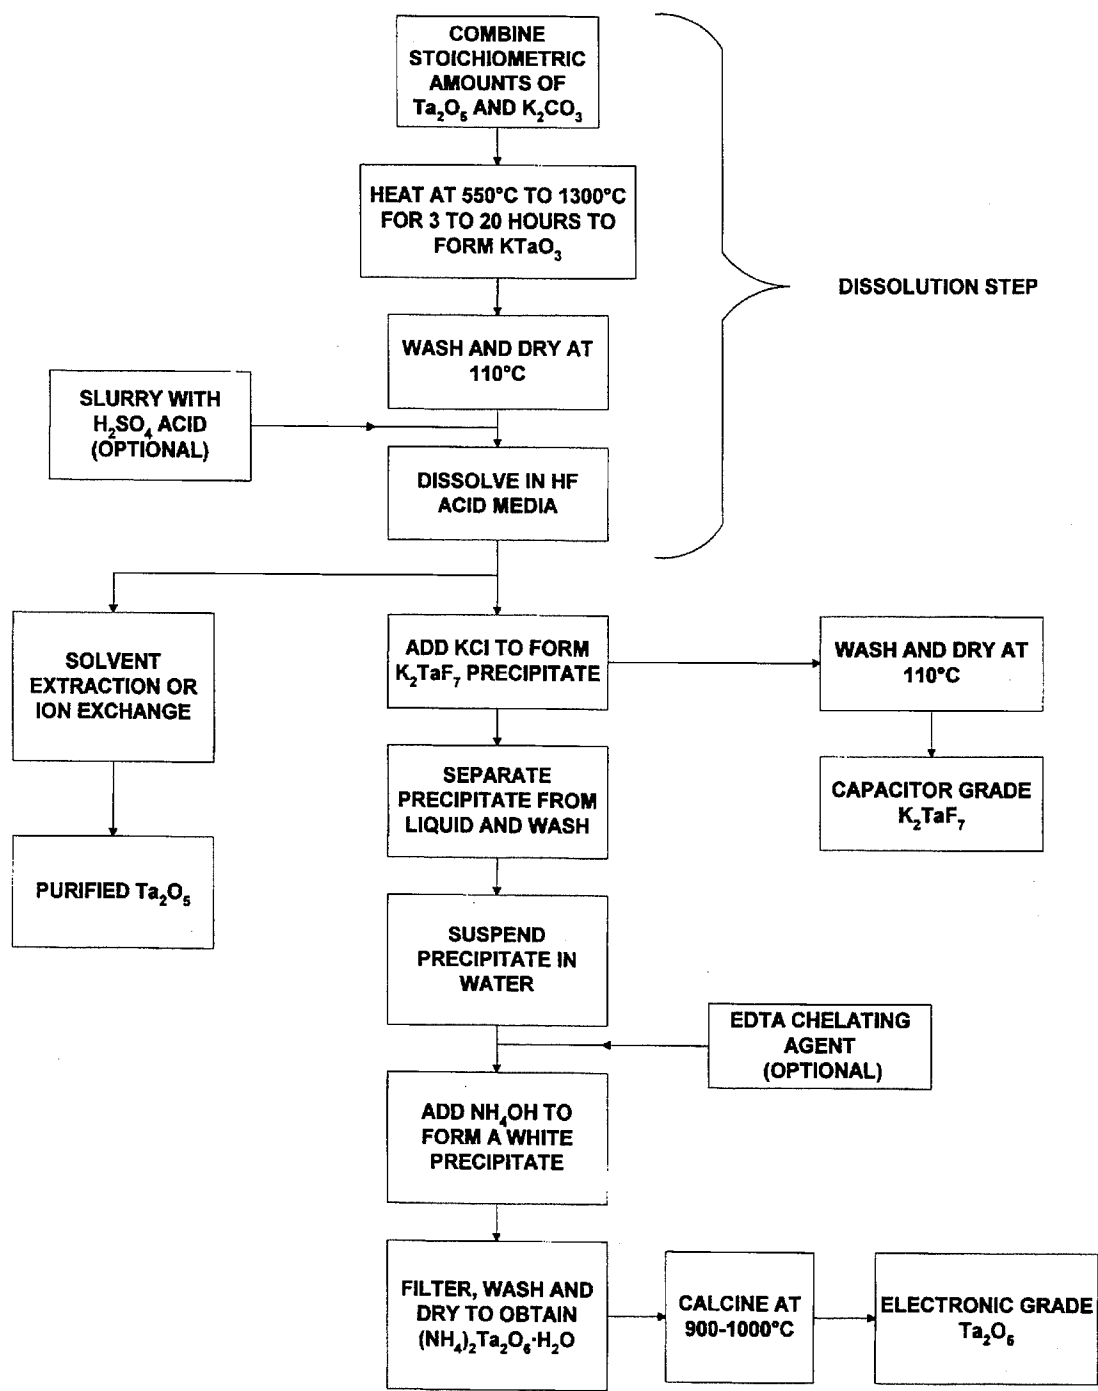 COMBINE
STOICHIOMETRIC
AMOUNTS OF
Ta₂O₅ AND K₂CO₃
HEAT AT 550°C TO 1300°C
FOR 3 TO 20 HOURS TO
FORM KTaO₃
DISSOLUTION STEP
WASH AND DRY AT
110°C
SLURRY WITH
H₂SO₄ ACID
(OPTIONAL)
DISSOLVE IN HF
ACID MEDIA
SOLVENT
EXTRACTION OR
ION EXCHANGE
ADD KCl TO FORM
K₂TaF₇ PRECIPITATE
WASH AND DRY AT
110°C
SEPARATE
PRECIPITATE FROM
LIQUID AND WASH
CAPACITOR GRADE
K₂TaF₇
PURIFIED Ta₂O₅
SUSPEND
PRECIPITATE IN
WATER
EDTA CHELATING
AGENT
(OPTIONAL)
ADD NH₄OH TO
FORM A WHITE
PRECIPITATE
FILTER, WASH AND
DRY TO OBTAIN
(NH₄)₂Ta₂O₆·H₂O
CALCINE AT
900-1000°C
ELECTRONIC GRADE
Ta₂O₅